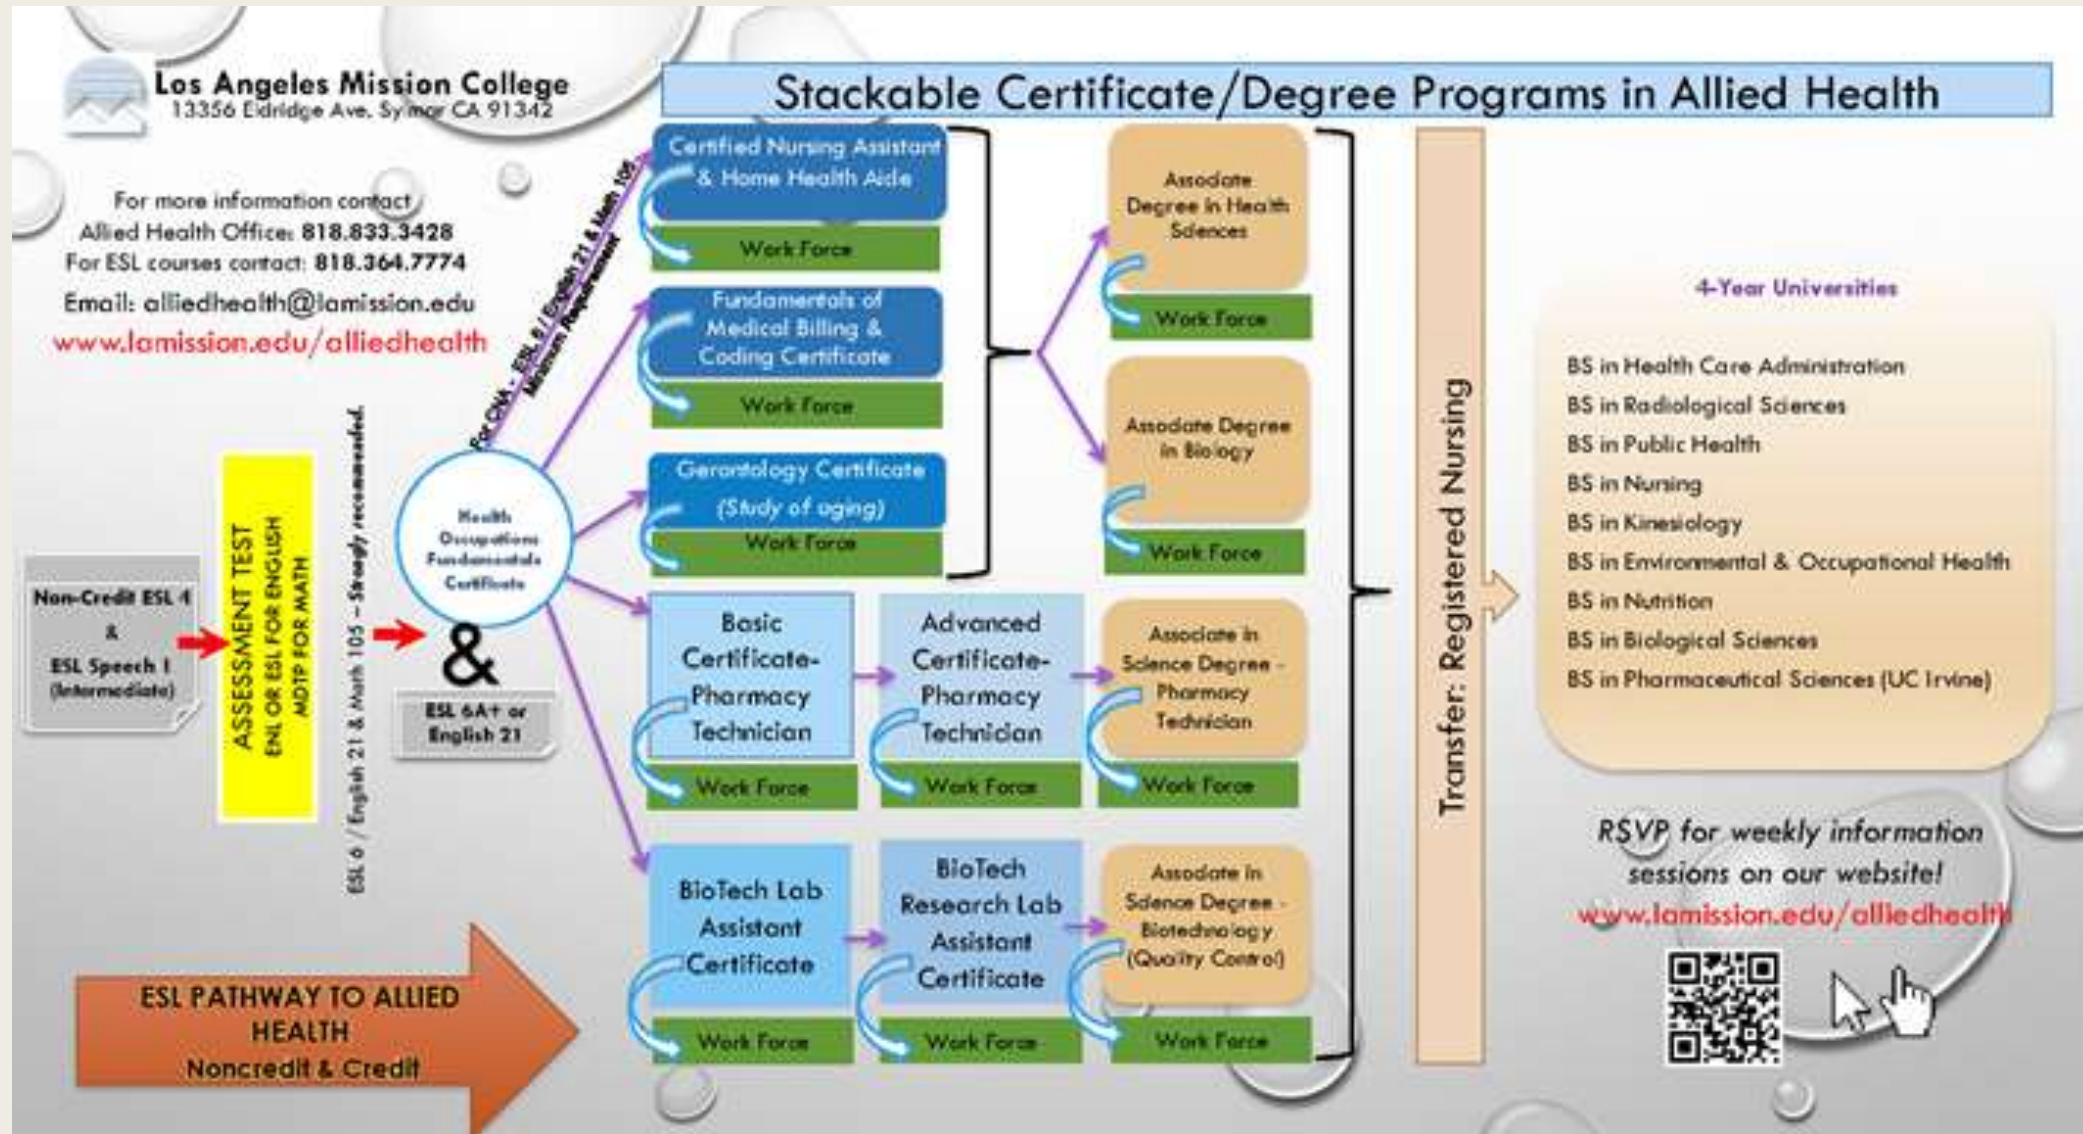 Los Angeles Mission College
13356 Eldridge Ave. Sylmar CA 91342
Stackable Certificate/Degree Programs in Allied Health
For more information contact
Allied Health Office: 818.833.3428
For ESL courses contact: 818.364.7774
Email: alliedhealth@lamission.edu
www.lamission.edu/alliedhealth
Non-Credit ESL 4
&
ESL Speech 1
(Intermediate)
ASSESSMENT TEST
ENL OR ESL FOR ENGLISH
MDTP FOR MATH
ESL 6 / English 21 & Math 105 – Strongly recommended.
Health
Occupations
Fundamentals
Certificate
&
ESL 6A+ or
English 21
For CNA - ESL 6 / English 21 & Math 105
Minimum Requirement
Certified Nursing Assistant
& Home Health Aide
Work Force
Fundamentals of
Medical Billing &
Coding Certificate
Work Force
Gerontology Certificate
(Study of aging)
Work Force
Basic
Certificate-
Pharmacy
Technician
Work Force
Advanced
Certificate-
Pharmacy
Technician
Work Force
Associate in
Science Degree -
Pharmacy
Technician
Work Force
BioTech Lab
Assistant
Certificate
Work Force
BioTech
Research Lab
Assistant
Certificate
Work Force
Associate in
Science Degree -
Biotechnology
(Quality Control)
Work Force
Associate
Degree in Health
Sciences
Work Force
Associate Degree
in Biology
Work Force
Transfer: Registered Nursing
4-Year Universities
BS in Health Care Administration
BS in Radiological Sciences
BS in Public Health
BS in Nursing
BS in Kinesiology
BS in Environmental & Occupational Health
BS in Nutrition
BS in Biological Sciences
BS in Pharmaceutical Sciences (UC Irvine)
RSVP for weekly information
sessions on our website!
www.lamission.edu/alliedhealth
ESL PATHWAY TO ALLIED
HEALTH
Noncredit & Credit